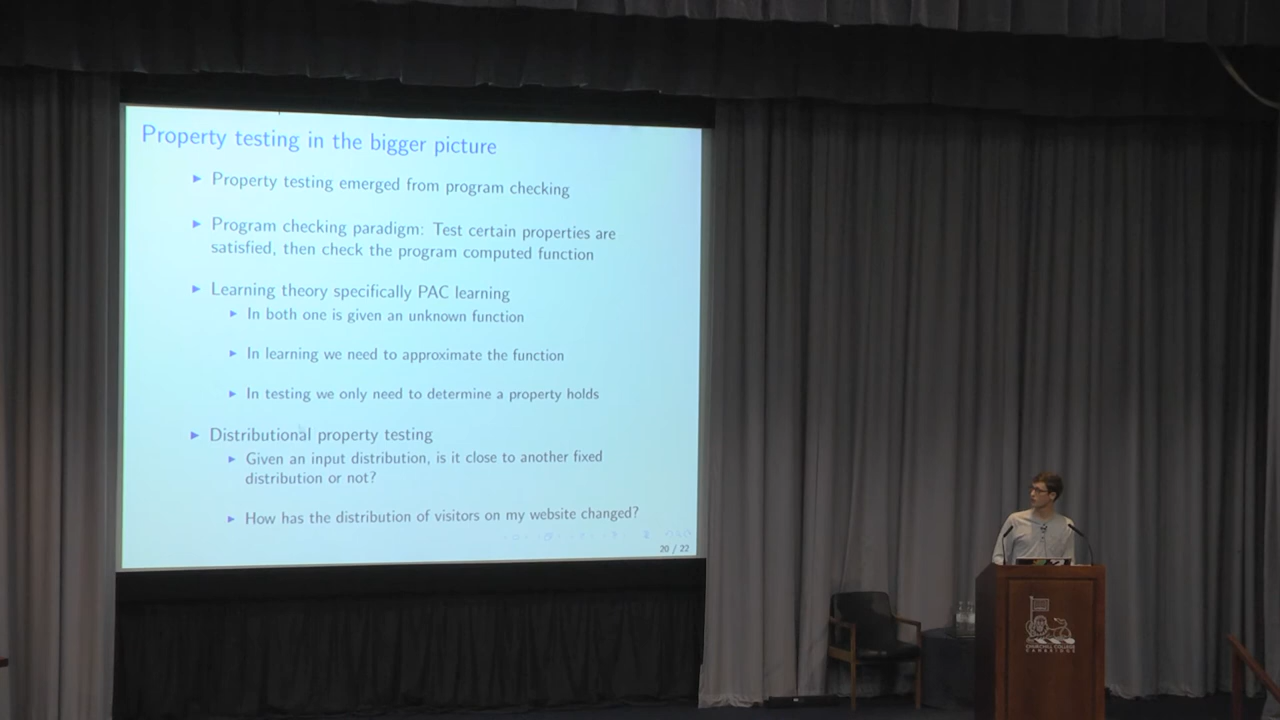 Property testing in the bigger picture
Property testing emerged from program checking
Program checking paradigm: Test certain properties are
satisfied, then check the program computed function
Learning theory specifically PAC learning
In both one is given an unknown function
In learning we need to approximate the function
In testing we only need to determine a property holds
Distributional property testing
Given an input distribution, is it close to another fixed
distribution or not?
How has the distribution of visitors on my website changed?
20 / 22
CHURCHILL COLLEGE
CAMBRIDGE